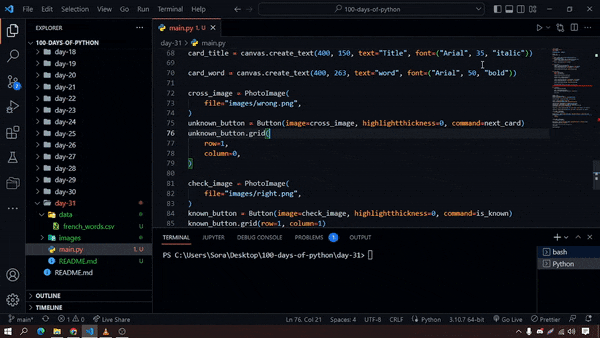 File Edit Selection View Go Run Terminal Help
100-days-of-python
EXPLORER
100-DAYS-OF-PYTHON
day-18
day-19
day-20
day-21
day-22
day-23
day-24
day-25
day-26
day-27
day-28
day-29
day-30
day-31
data
french_words.csv U
images
main.py 1, U
README.md U
README.md
OUTLINE
TIMELINE
main.py 1, U
day-31 > main.py
68 card_title = canvas.create_text(400, 150, text="Title", font=("Arial", 35, "italic"))
69
70 card_word = canvas.create_text(400, 263, text="word", font=("Arial", 50, "bold"))
71
72 cross_image = PhotoImage(
73 file="images/wrong.png",
74 )
75 unknown_button = Button(image=cross_image, highlightthickness=0, command=next_card)
76 unknown_button.grid(
77 row=1,
78 column=0,
79 )
80
81 check_image = PhotoImage(
82 file="images/right.png",
83 )
84 known_button = Button(image=check_image, highlightthickness=0, command=is_known)
85 known_button.grid(row=1, column=1)
TERMINAL JUPYTER DEBUG CONSOLE PROBLEMS 1 OUTPUT
PS C:\Users\Sora\Desktop\100-days-of-python\day-31>
bash
Python
main* 1 0 Live Share
Ln 76, Col 21 Spaces: 4 UTF-8 CRLF Python 3.10.7 64-bit Go Live Prettier